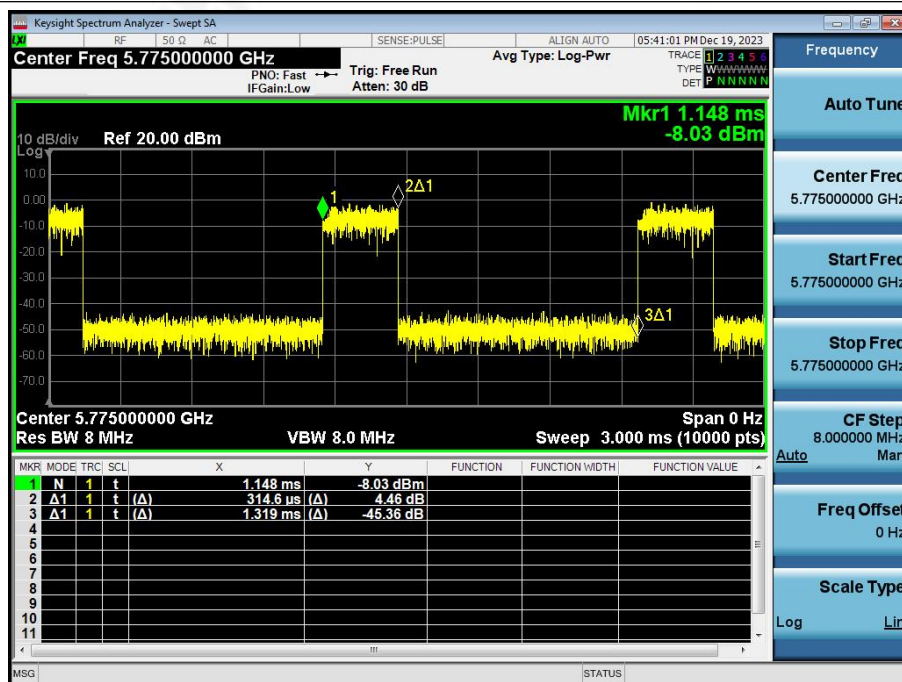 Keysight Spectrum Analyzer - Swept SA
LXI RF 50 Ω AC SENSE:PULSE ALIGN AUTO 05:41:01 PM Dec 19, 2023
Center Freq 5.775000000 GHz Avg Type: Log-Pwr TRACE 1 2 3 4 5 6
PNO: Fast Trig: Free Run TYPE WWWWWW
IFGain:Low Atten: 30 dB DET P N N N N N
Mkr1 1.148 ms
-8.03 dBm
10 dB/div Ref 20.00 dBm
Log
10.0
0.00
-10.0
-20.0
-30.0
-40.0
-50.0
-60.0
-70.0
1
2Δ1
3Δ1
Center 5.775000000 GHz Span 0 Hz
Res BW 8 MHz VBW 8.0 MHz Sweep 3.000 ms (10000 pts)
MKR MODE TRC SCL X Y FUNCTION FUNCTION WIDTH FUNCTION VALUE
1 N 1 t 1.148 ms -8.03 dBm
2 Δ1 1 t (Δ) 314.6 µs (Δ) 4.46 dB
3 Δ1 1 t (Δ) 1.319 ms (Δ) -45.36 dB
4
5
6
7
8
9
10
11
MSG STATUS
Frequency
Auto Tune
Center Freq
5.775000000 GHz
Start Freq
5.775000000 GHz
Stop Freq
5.775000000 GHz
CF Step
8.000000 MHz
Auto Man
Freq Offset
0 Hz
Scale Type
Log Lin